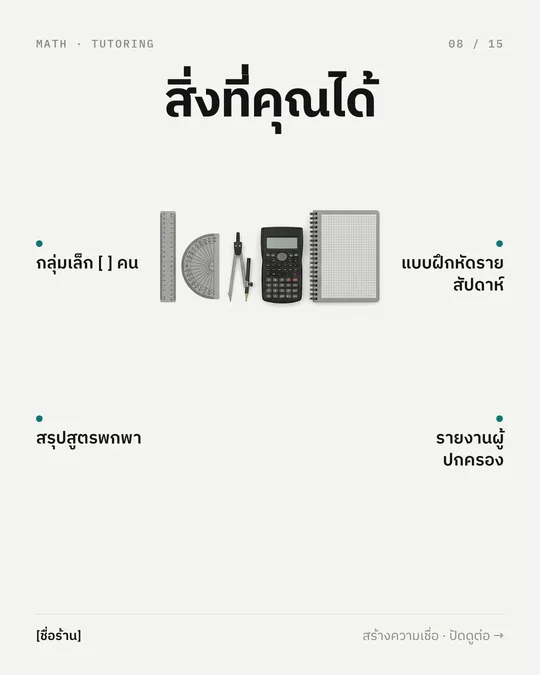 MATH · TUTORING
08 / 15
สิ่งที่คุณได้
กลุ่มเล็ก [ ] คน
แบบฝึกหัดราย
สัปดาห์
สรุปสูตรพกพา
รายงานผู้
ปกครอง
[ชื่อร้าน]
สร้างความเชื่อ · ปัดดูต่อ →